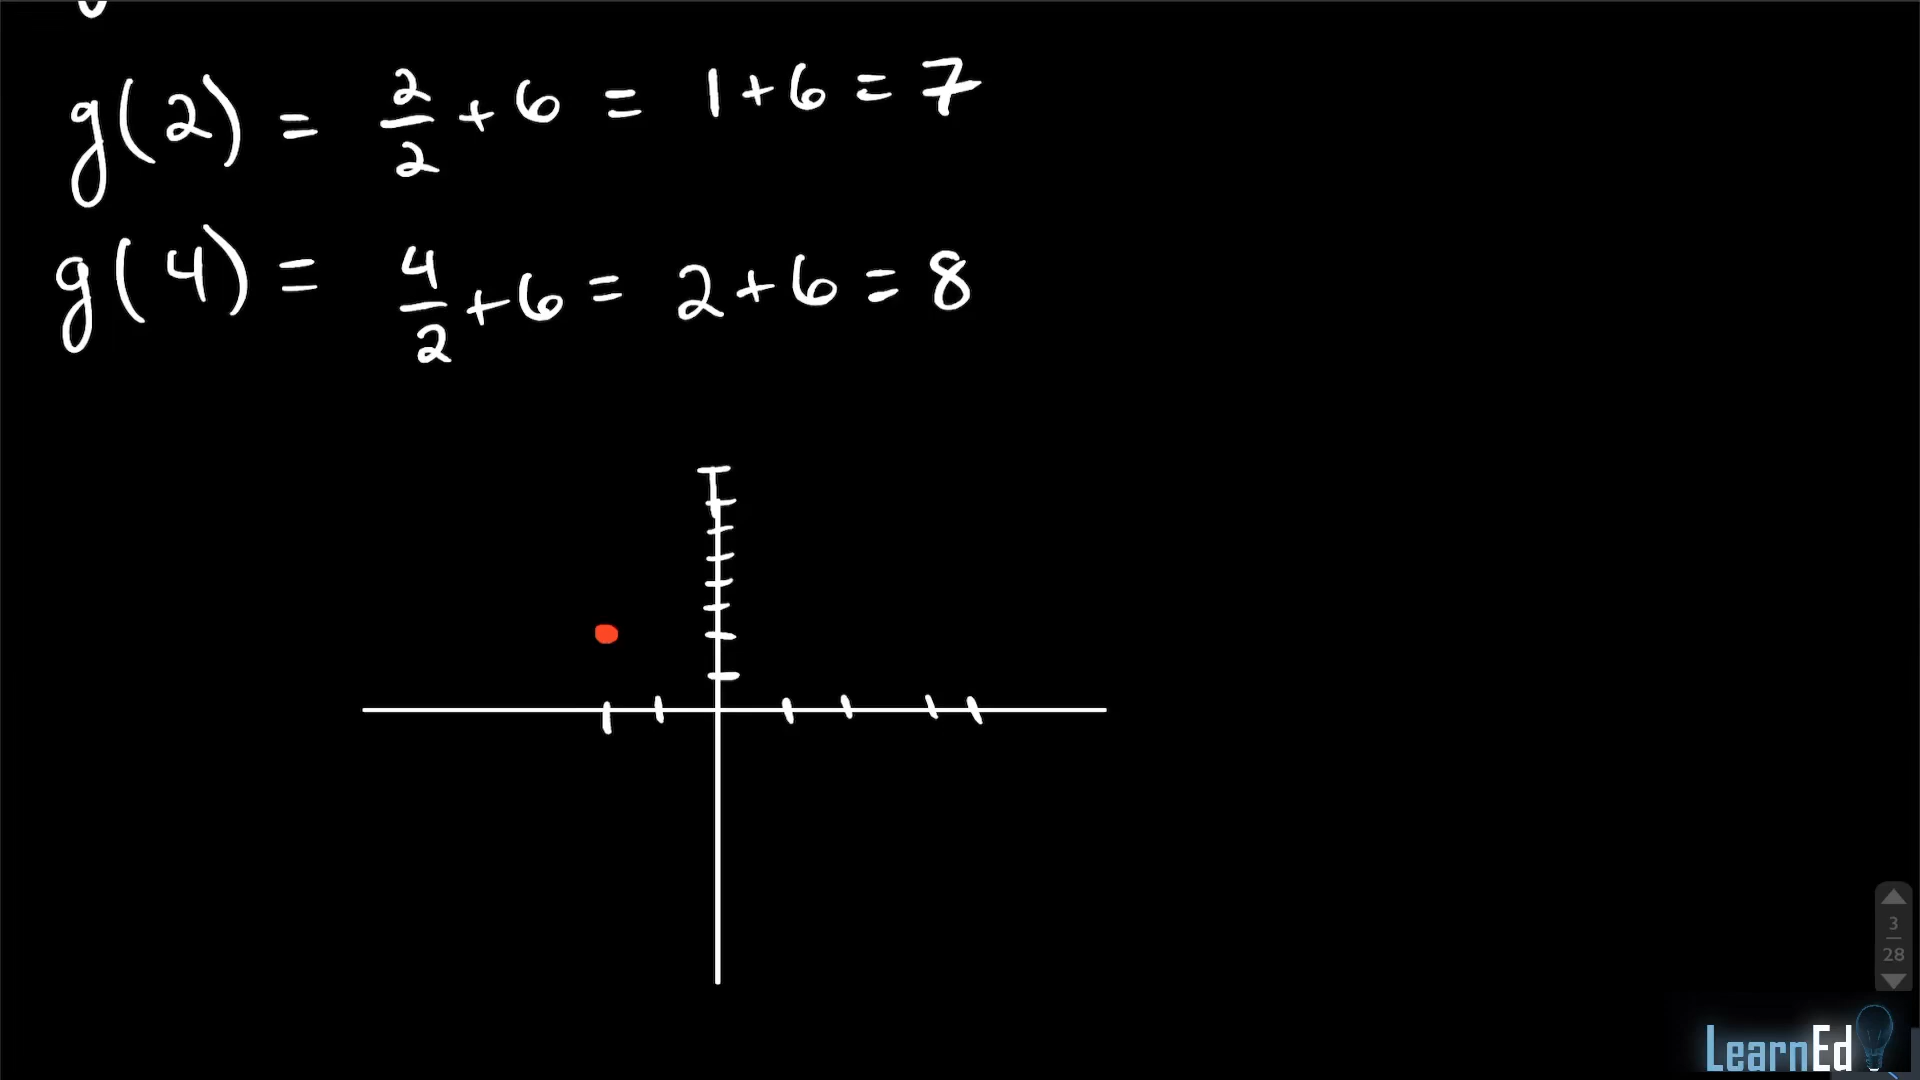 g(2) = 2/2 + 6 = 1 + 6 = 7
g(4) = 4/2 + 6 = 2 + 6 = 8
3
28
LearnEd